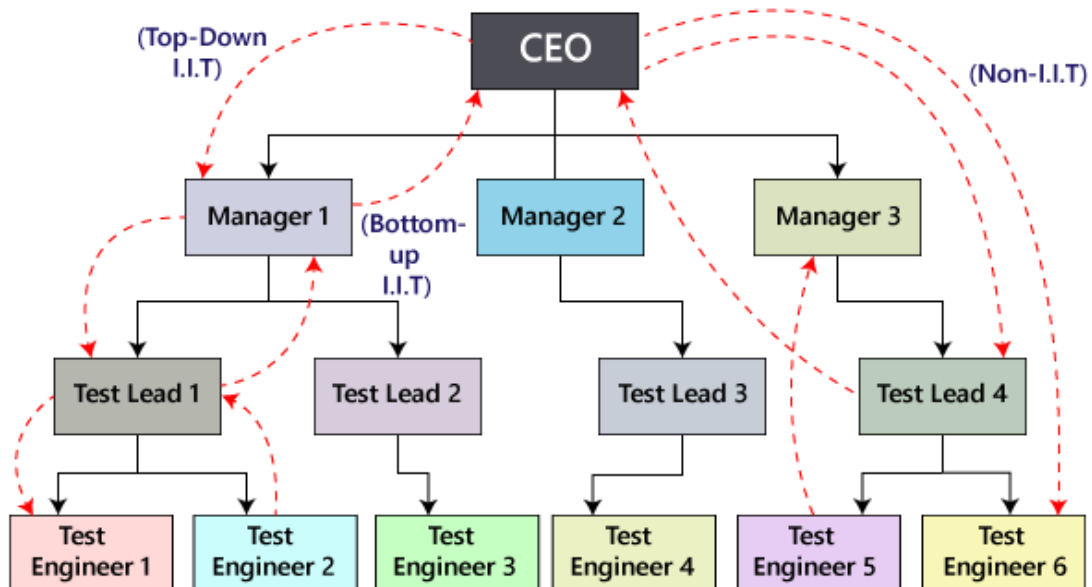 (Top-Down
I.I.T)
CEO
(Non-I.I.T)
Manager 1
Manager 2
Manager 3
(Bottom-
up
I.I.T)
Test Lead 1
Test Lead 2
Test Lead 3
Test Lead 4
Test
Engineer 1
Test
Engineer 2
Test
Engineer 3
Test
Engineer 4
Test
Engineer 5
Test
Engineer 6